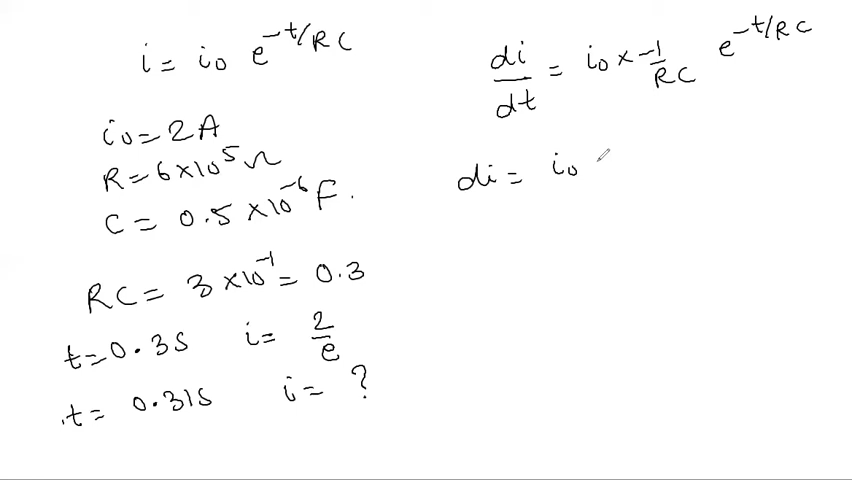 i = i₀ e^(-t/RC)
i₀ = 2A
R = 6×10⁵ Ω
C = 0.5 ×10⁻⁶ F.
RC = 3 ×10⁻¹ = 0.3
t = 0.3s i = 2/e
t = 0.31s i = ?
di/dt = i₀ × -1/RC e^(-t/RC)
di = i₀